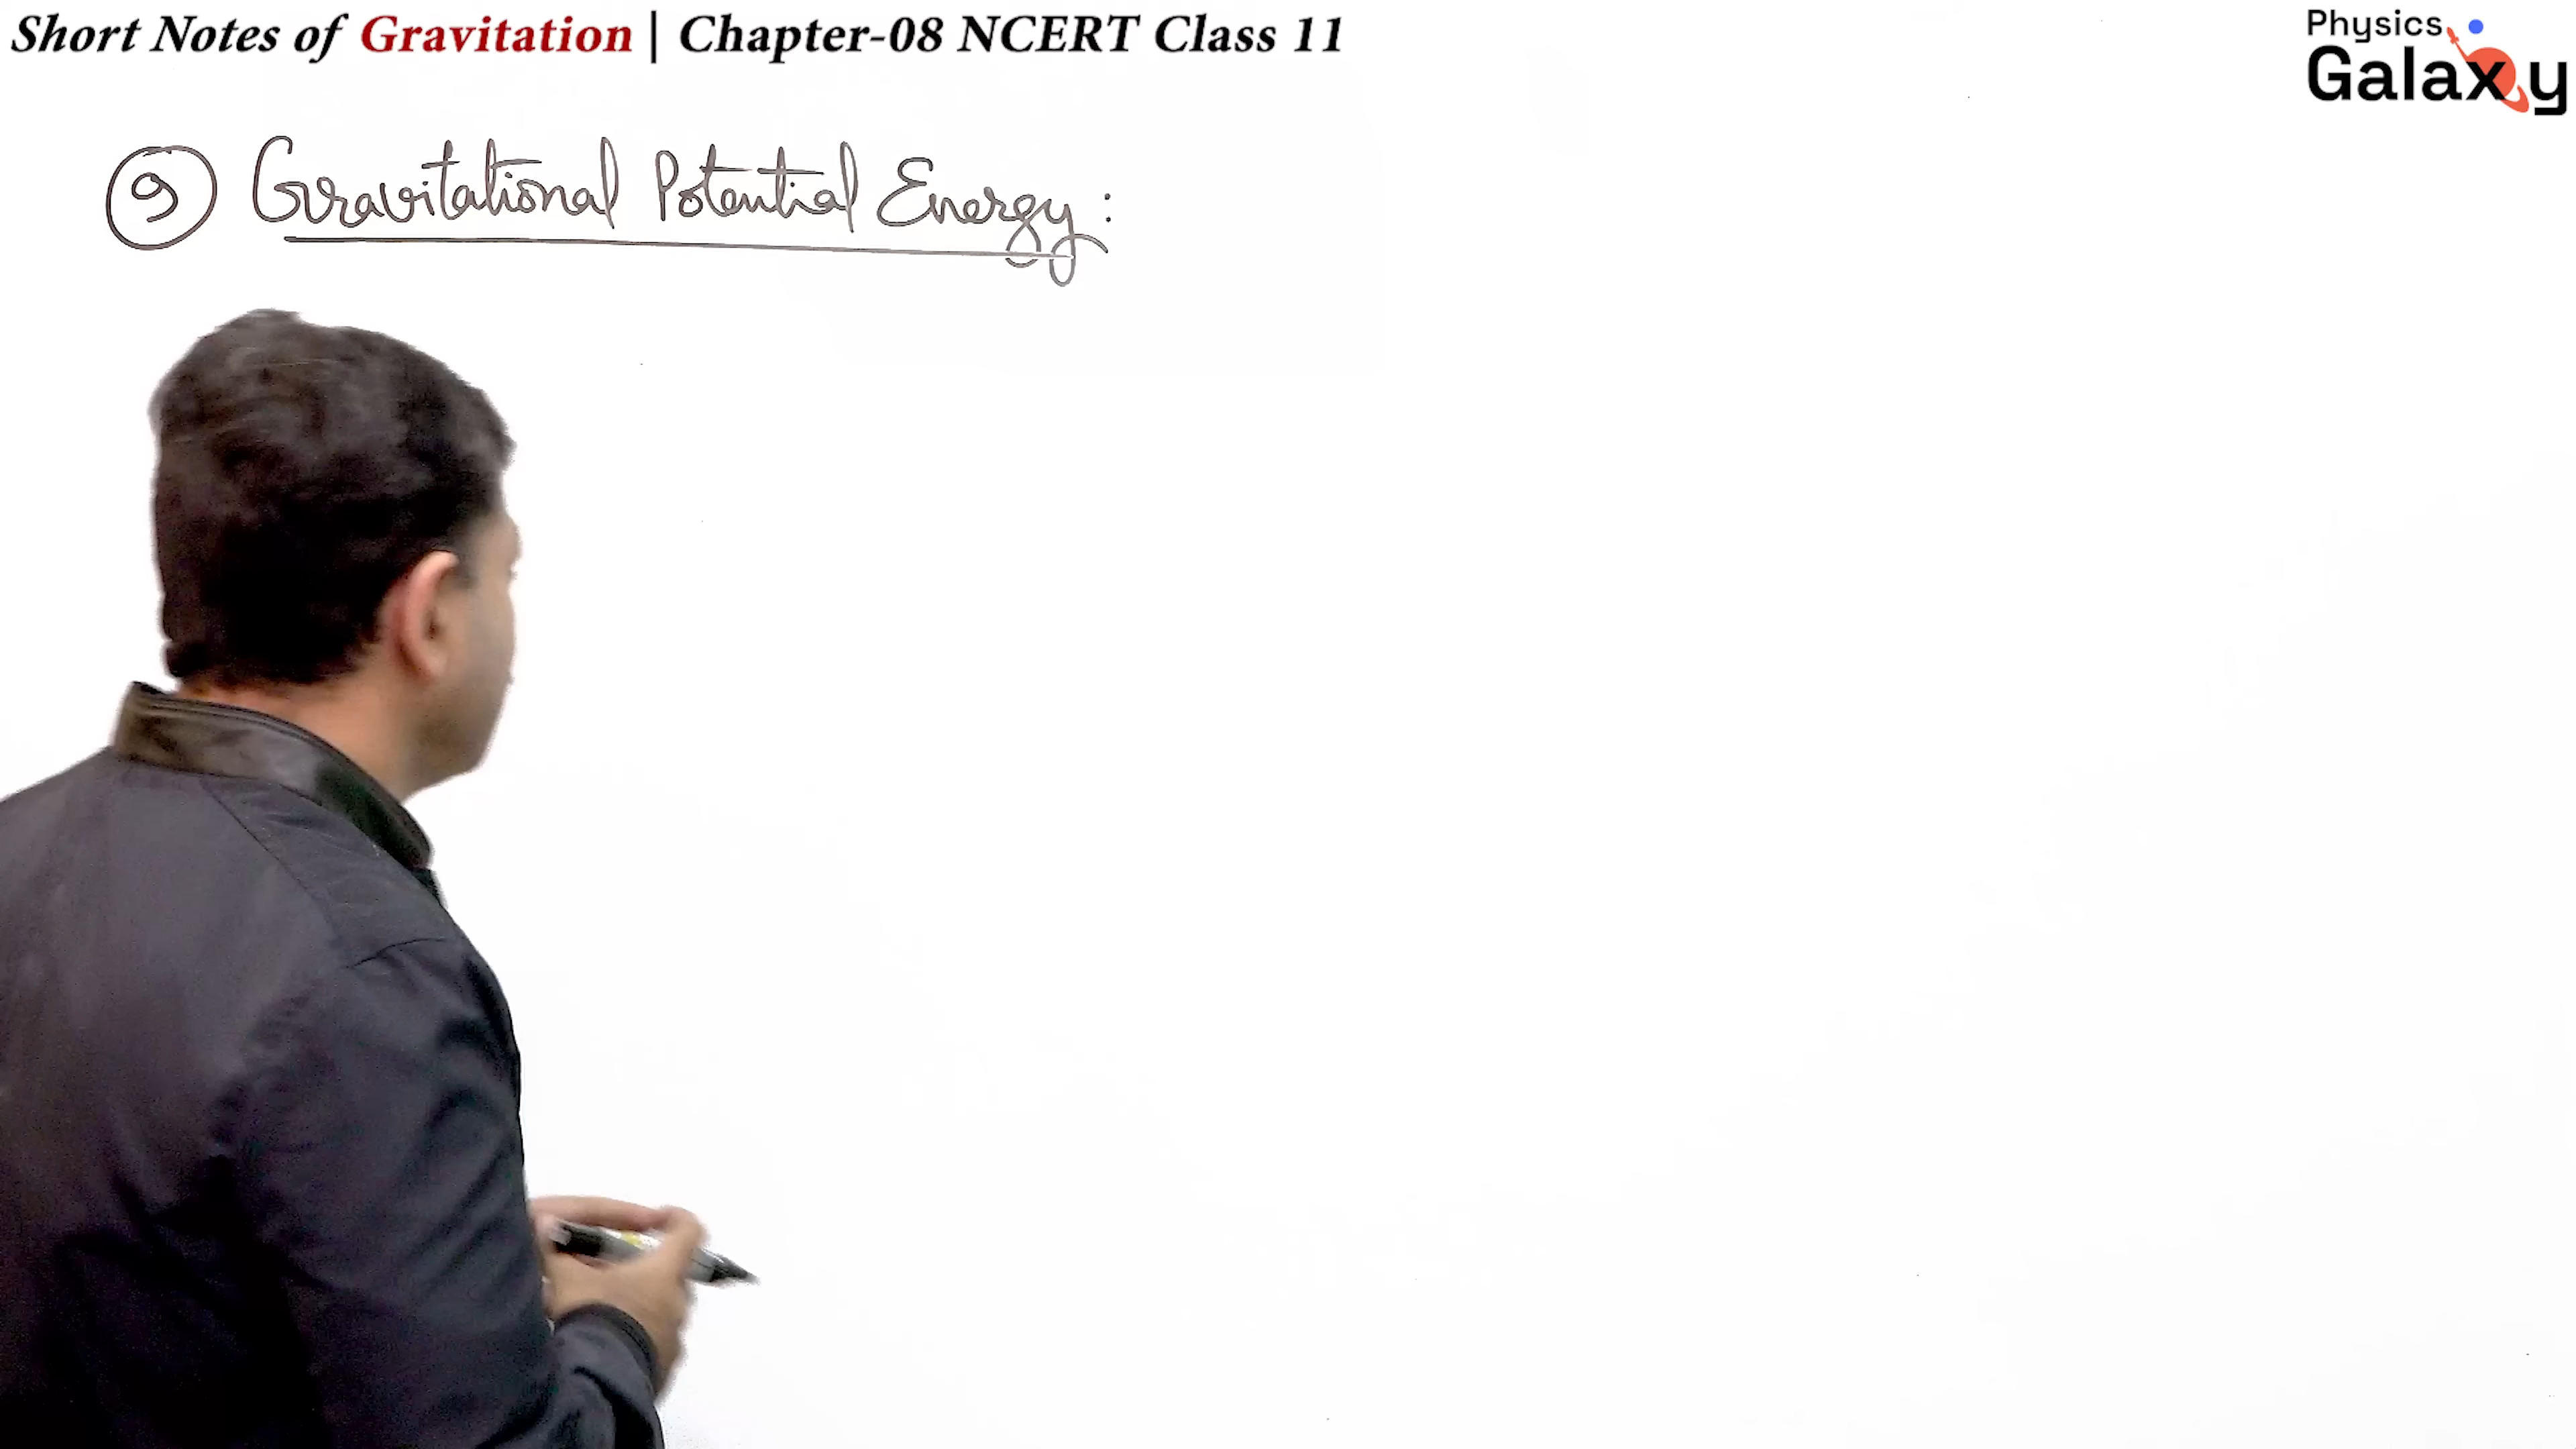 Short Notes of Gravitation | Chapter-08 NCERT Class 11
Physics
Galaxy
9 Gravitational Potential Energy: